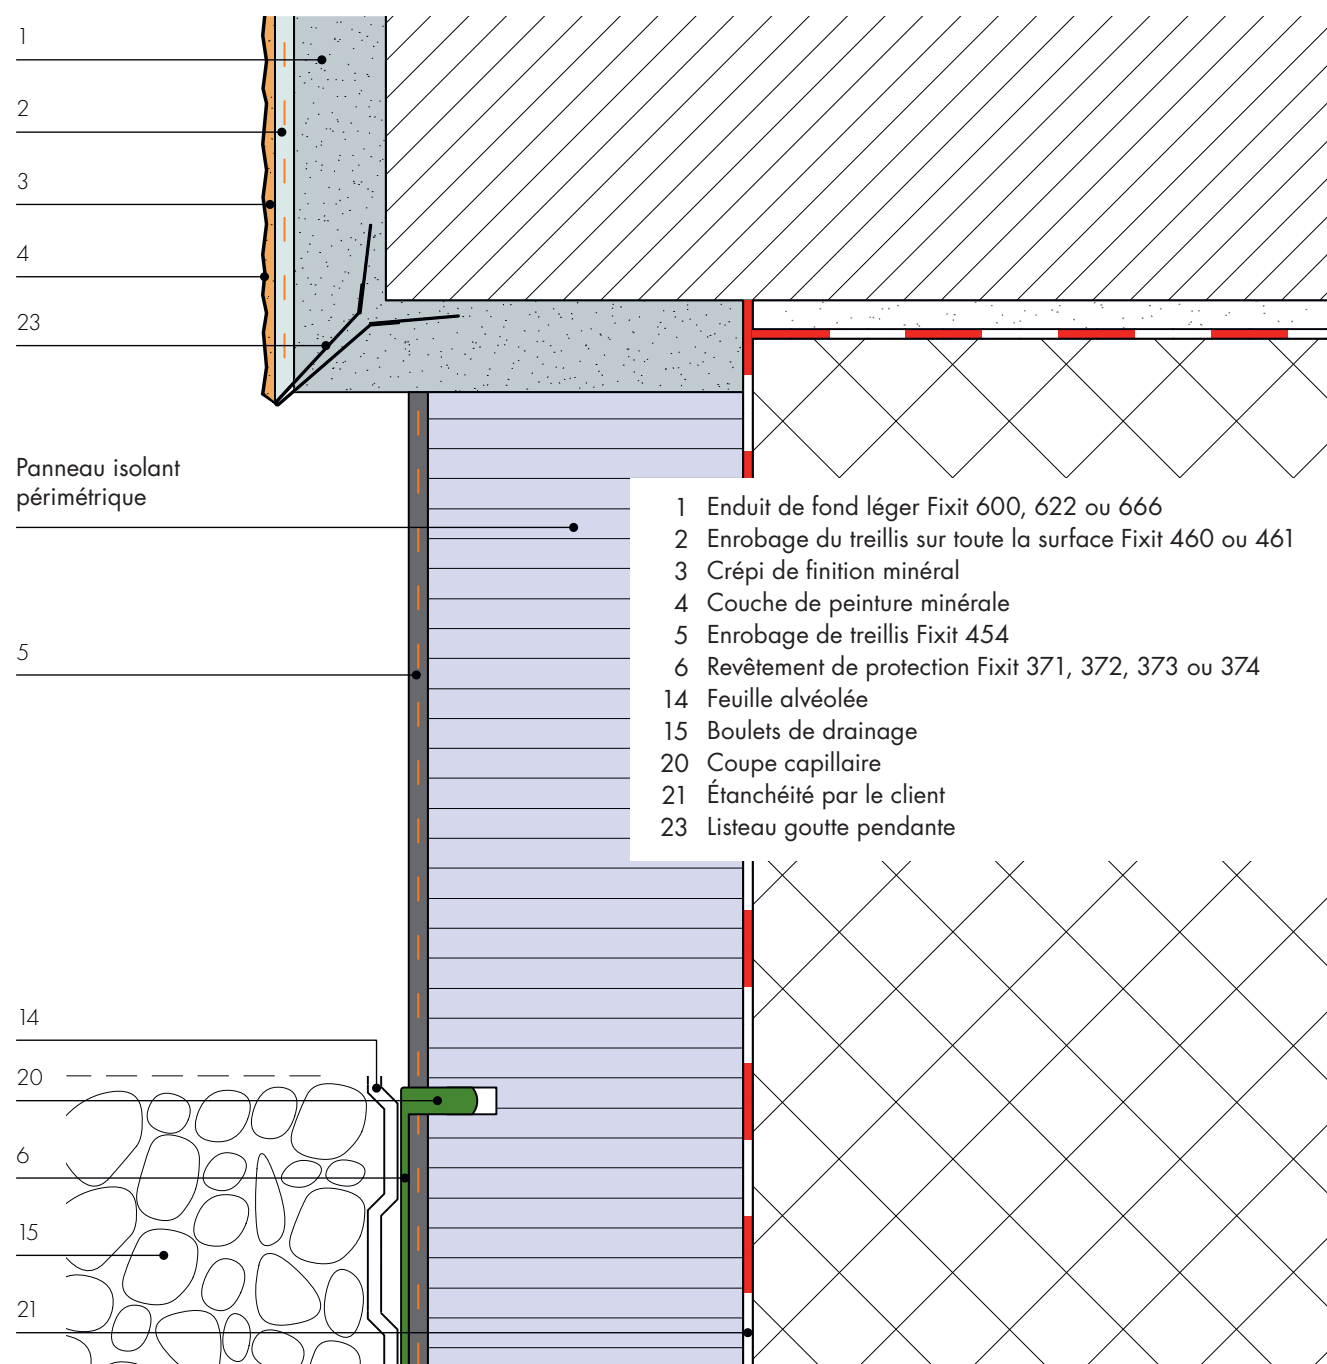 1
2
3
4
23
Panneau isolant
périmétrique
5
14
20
6
15
21
1 Enduit de fond léger Fixit 600, 622 ou 666
2 Enrobage du treillis sur toute la surface Fixit 460 ou 461
3 Crépi de finition minéral
4 Couche de peinture minérale
5 Enrobage de treillis Fixit 454
6 Revêtement de protection Fixit 371, 372, 373 ou 374
14 Feuille alvéolée
15 Boulets de drainage
20 Coupe capillaire
21 Étanchéité par le client
23 Listeau goutte pendante